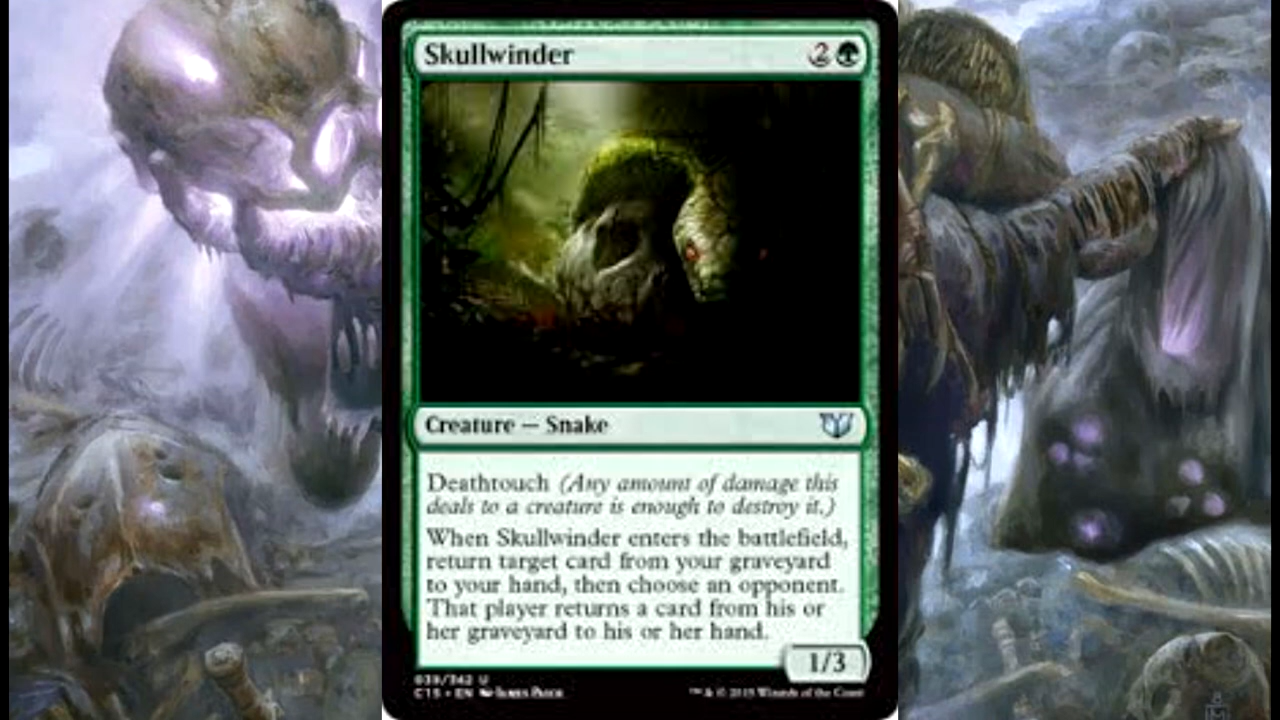 Skullwinder 2
Creature — Snake
Deathtouch (Any amount of damage this
deals to a creature is enough to destroy it.)
When Skullwinder enters the battlefield,
return target card from your graveyard
to your hand, then choose an opponent.
That player returns a card from his or
her graveyard to his or her hand.
1/3
/342 U
C15 • EN
™ & © 2015 Wizards of the Coast